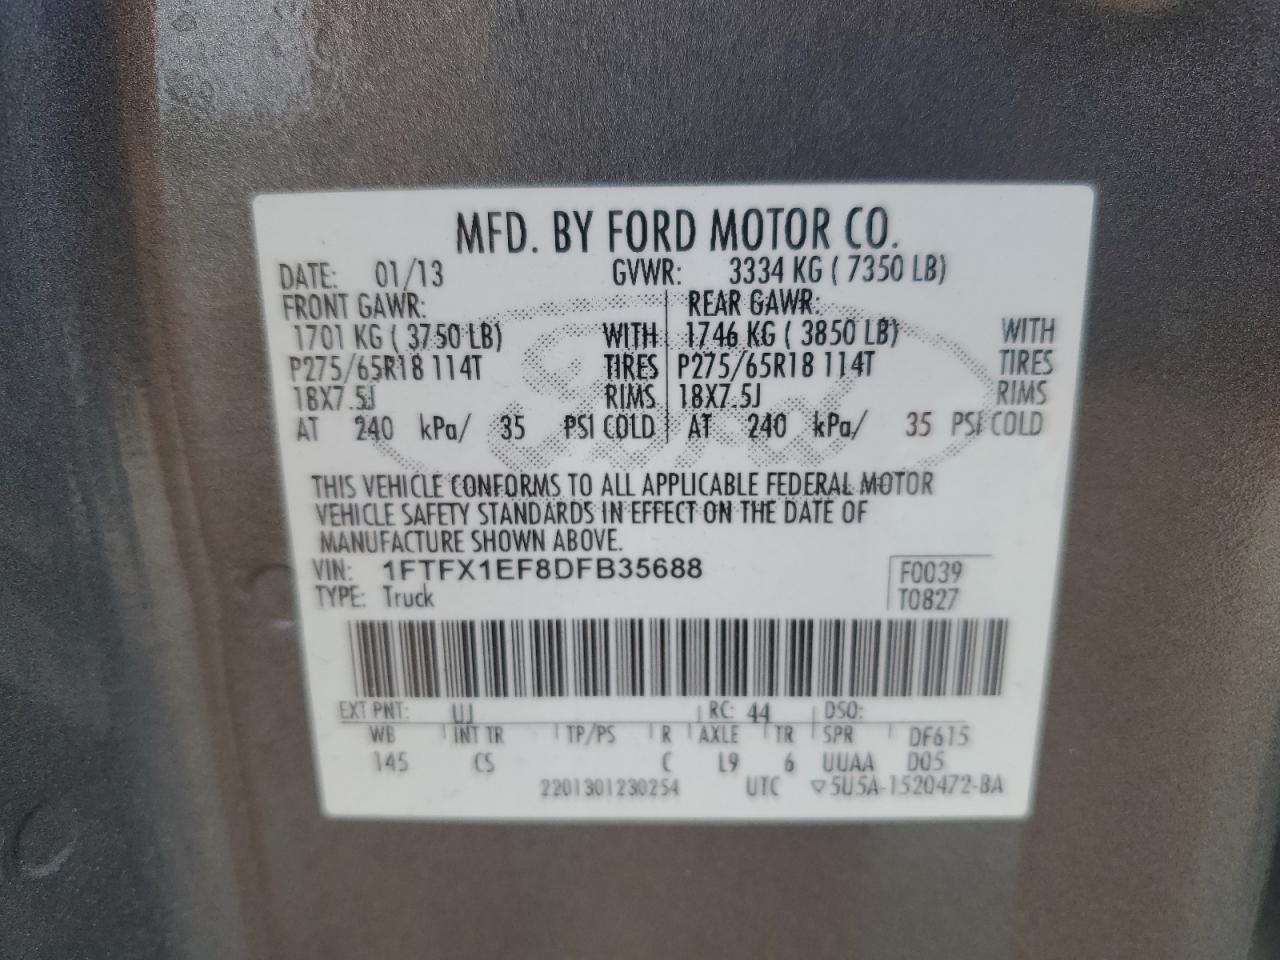 MFD. BY FORD MOTOR CO.
DATE: 01/13 GVWR: 3334 KG ( 7350 LB)
FRONT GAWR: REAR GAWR:
1701 KG ( 3750 LB) WITH 1746 KG ( 3850 LB) WITH
P275/65R18 114T TIRES P275/65R18 114T TIRES
18X7.5J RIMS 18X7.5J RIMS
AT 240 kPa/ 35 PSI COLD AT 240 kPa/ 35 PSI COLD
THIS VEHICLE CONFORMS TO ALL APPLICABLE FEDERAL MOTOR
VEHICLE SAFETY STANDARDS IN EFFECT ON THE DATE OF
MANUFACTURE SHOWN ABOVE.
VIN: 1FTFX1EF8DFB35688 F0039
TYPE: Truck T0827
EXT PNT: UJ RC: 44 DSO:
WB INT TR TP/PS R AXLE TR SPR DF615
145 CS C L9 6 UUAA D05
2201301230254 UTC ▽5U5A-1520472-BA